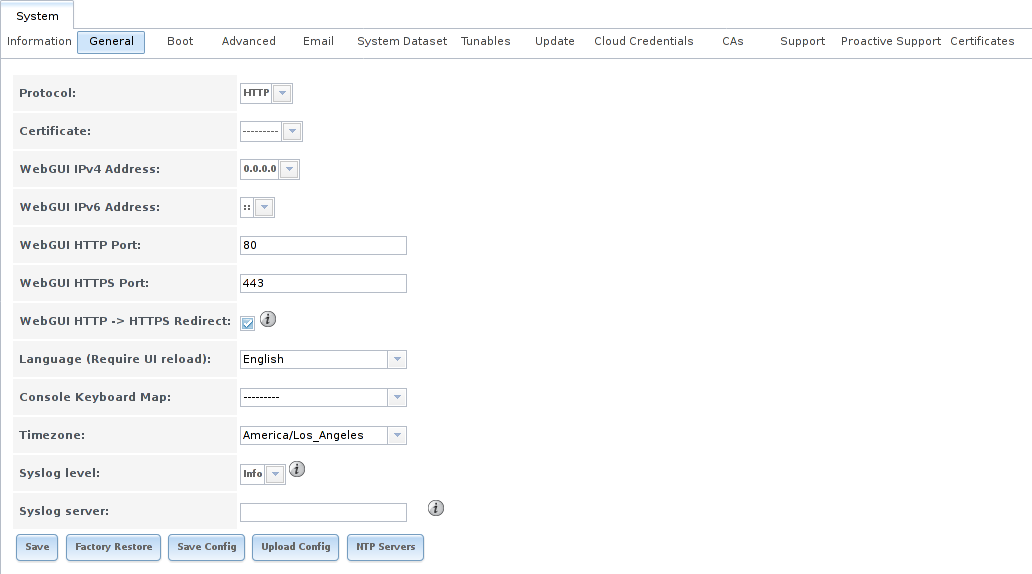 System
Information General Boot Advanced Email System Dataset Tunables Update Cloud Credentials CAs Support Proactive Support Certificates
Protocol: HTTP
Certificate: ---------
WebGUI IPv4 Address: 0.0.0.0
WebGUI IPv6 Address: ::
WebGUI HTTP Port: 80
WebGUI HTTPS Port: 443
WebGUI HTTP -> HTTPS Redirect: i
Language (Require UI reload): English
Console Keyboard Map: ---------
Timezone: America/Los_Angeles
Syslog level: Info i
Syslog server: i
Save Factory Restore Save Config Upload Config NTP Servers